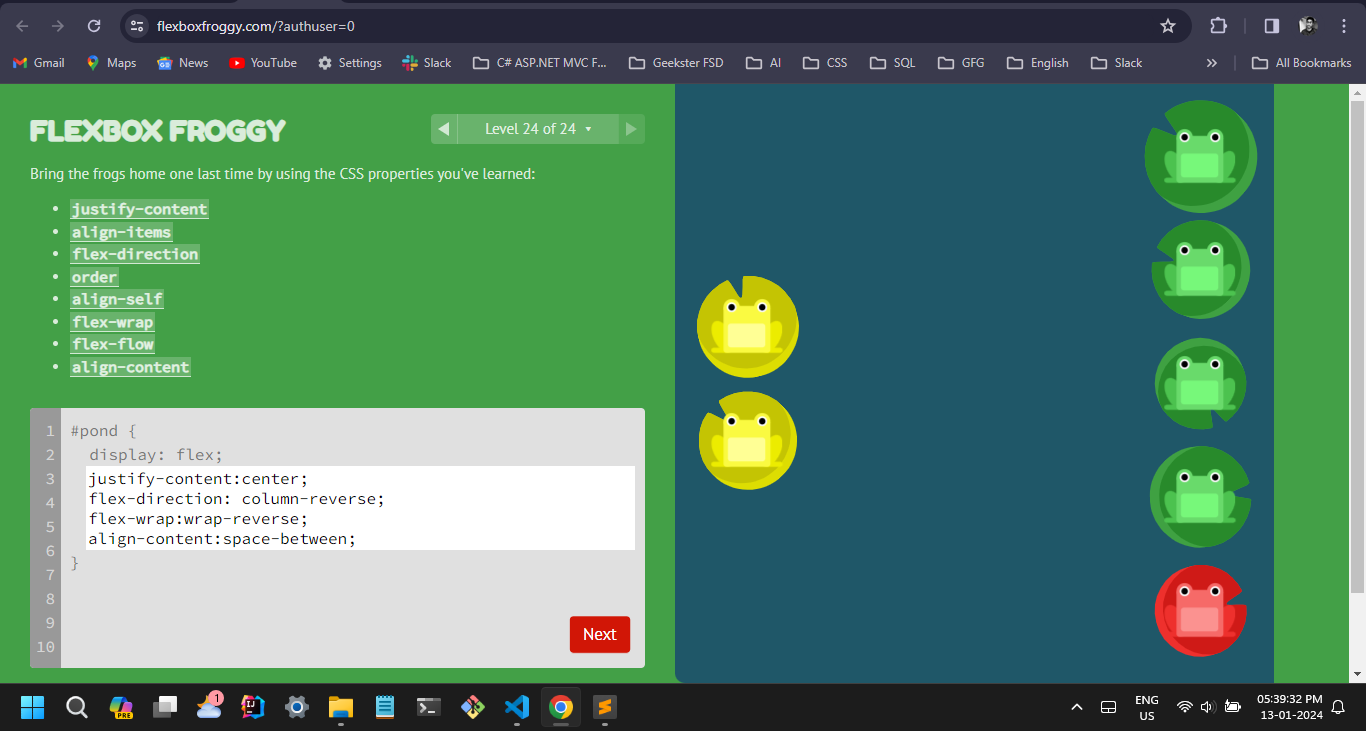 flexboxfroggy.com/?authuser=0
Gmail Maps News YouTube Settings Slack C# ASP.NET MVC F... Geekster FSD AI CSS SQL GFG English Slack » All Bookmarks
FLEXBOX FROGGY
◀ Level 24 of 24 ▾ ▶
Bring the frogs home one last time by using the CSS properties you've learned:
• justify-content
• align-items
• flex-direction
• order
• align-self
• flex-wrap
• flex-flow
• align-content
1 #pond {
2 display: flex;
3 justify-content:center;
4 flex-direction: column-reverse;
5 flex-wrap:wrap-reverse;
6 align-content:space-between;
7 }
8
9
10
Next
PRE
1
ENG
US
05:39:32 PM
13-01-2024